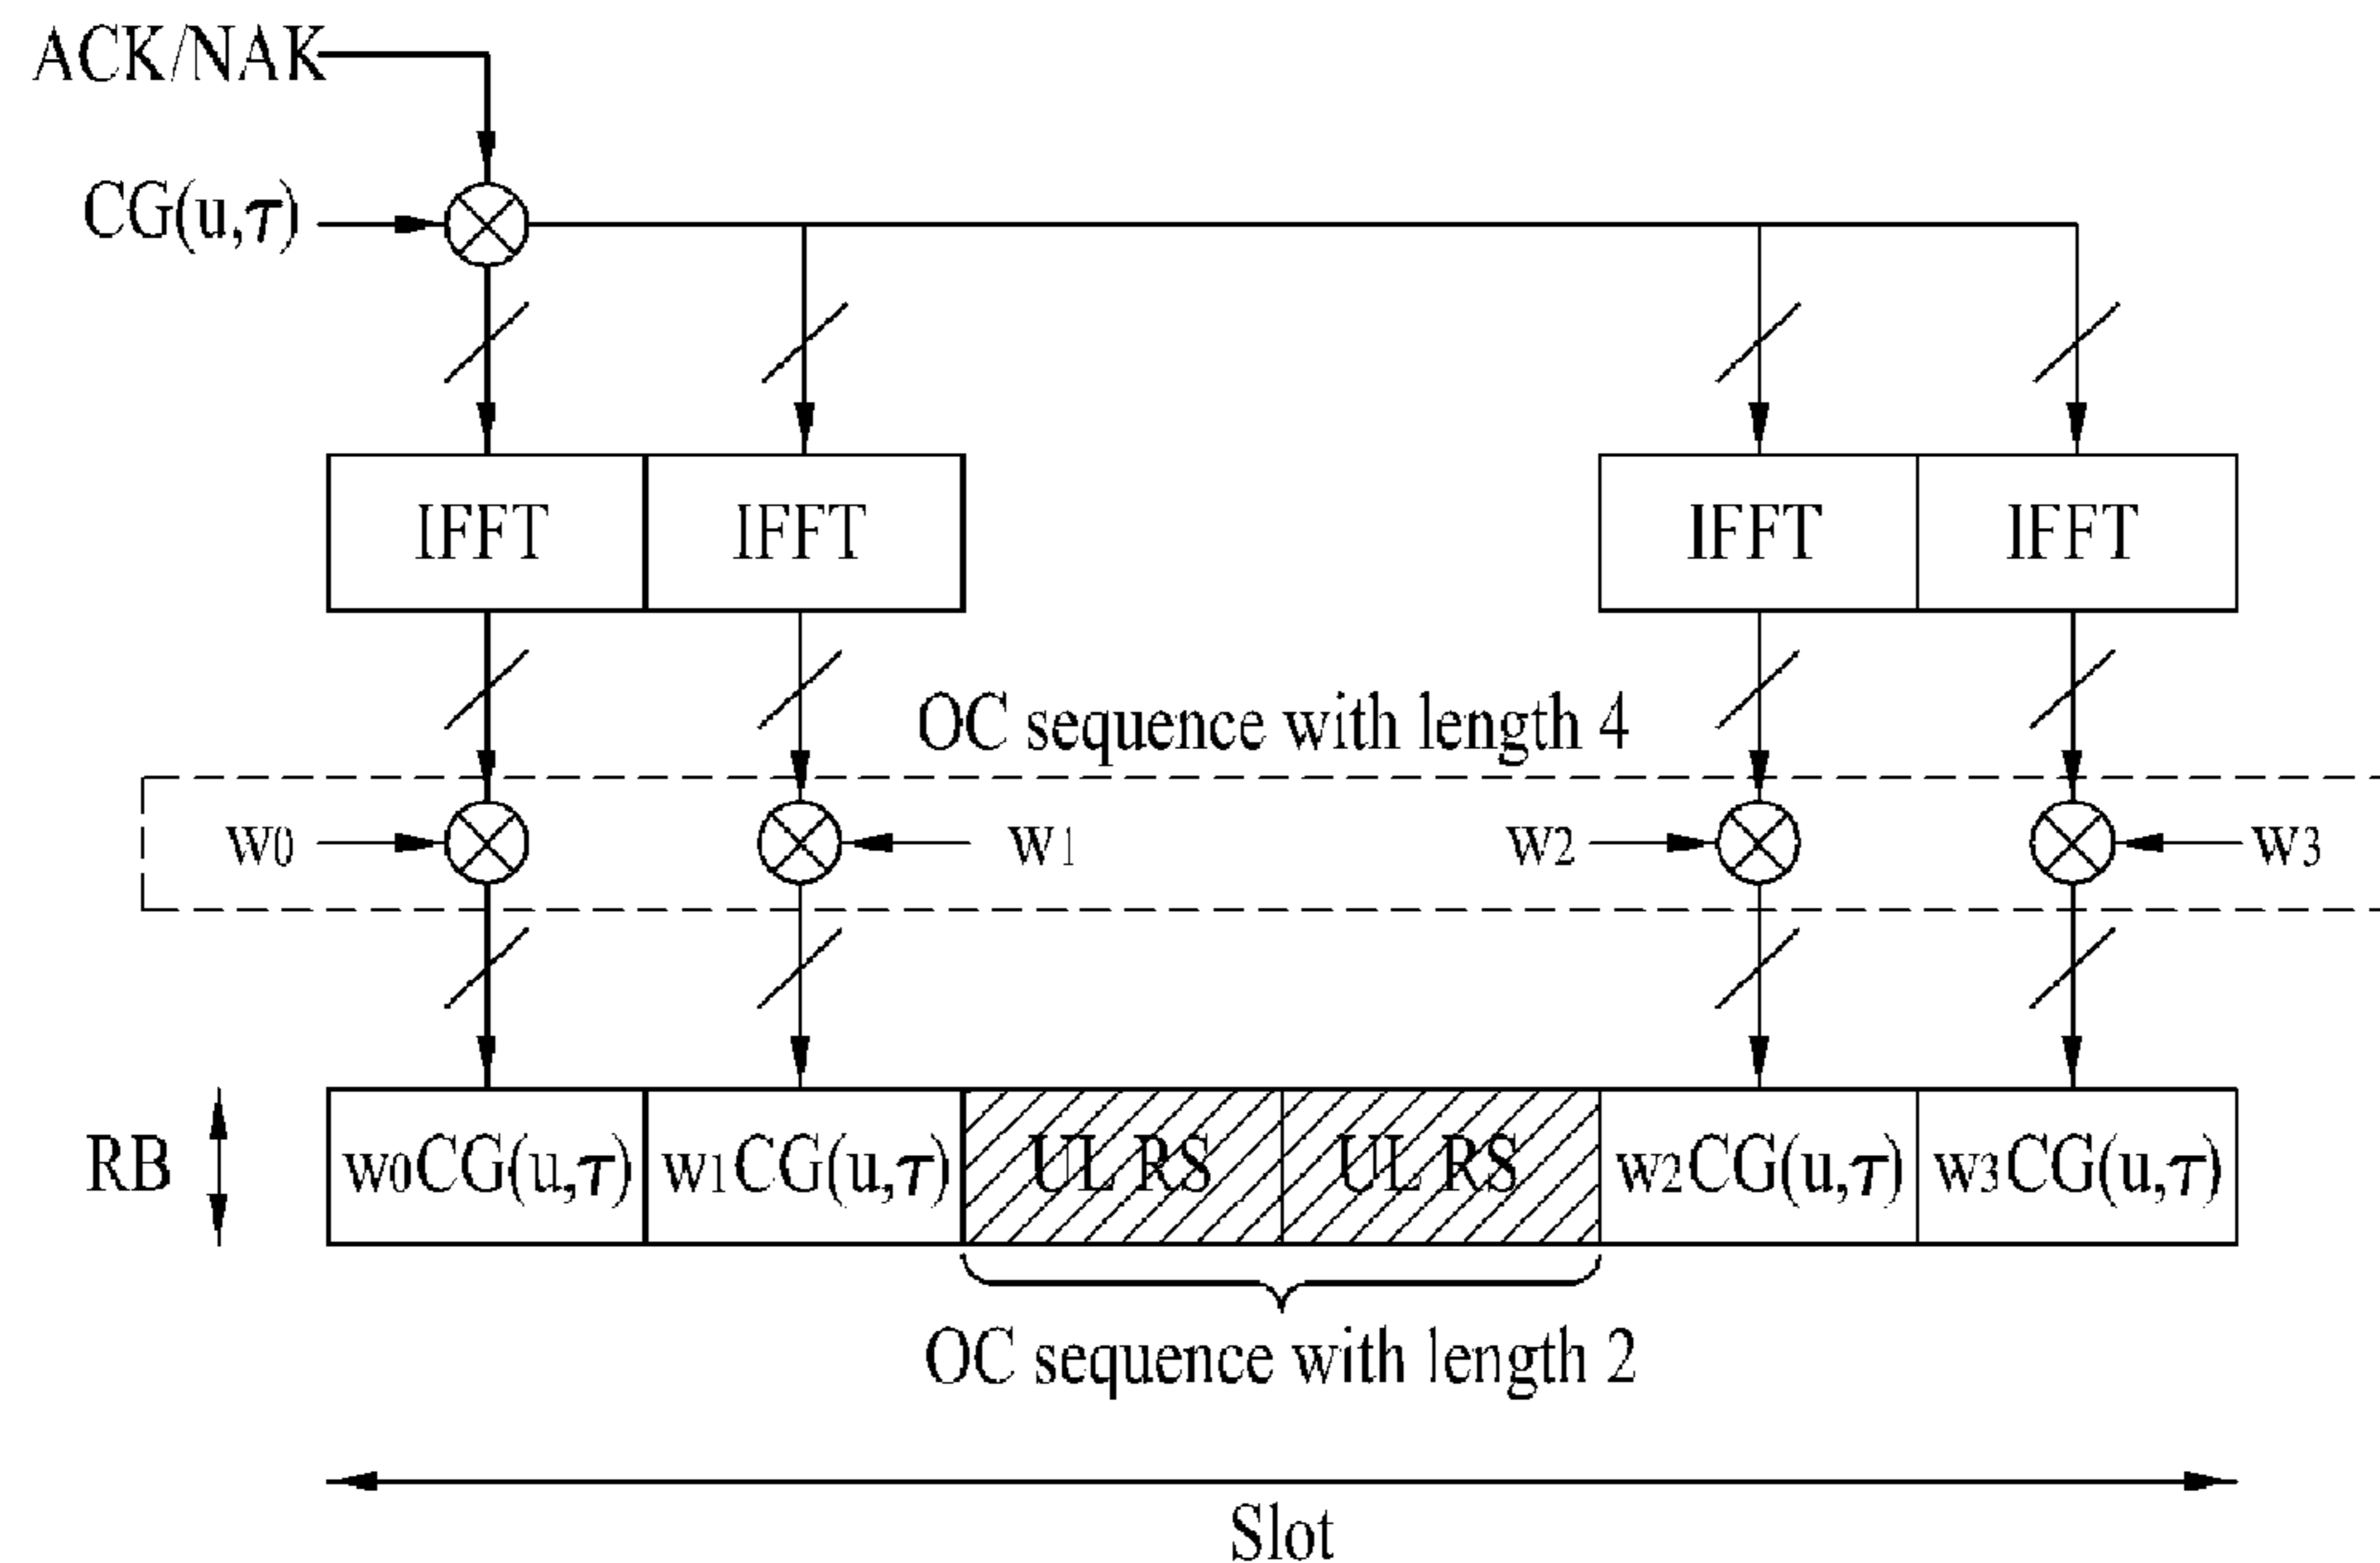 ACK/NAK
CG(u,τ)
IFFT IFFT IFFT IFFT
OC sequence with length 4
w0 w1 w2 w3
RB w0CG(u,τ) w1CG(u,τ) UL RS UL RS w2CG(u,τ) w3CG(u,τ)
OC sequence with length 2
Slot